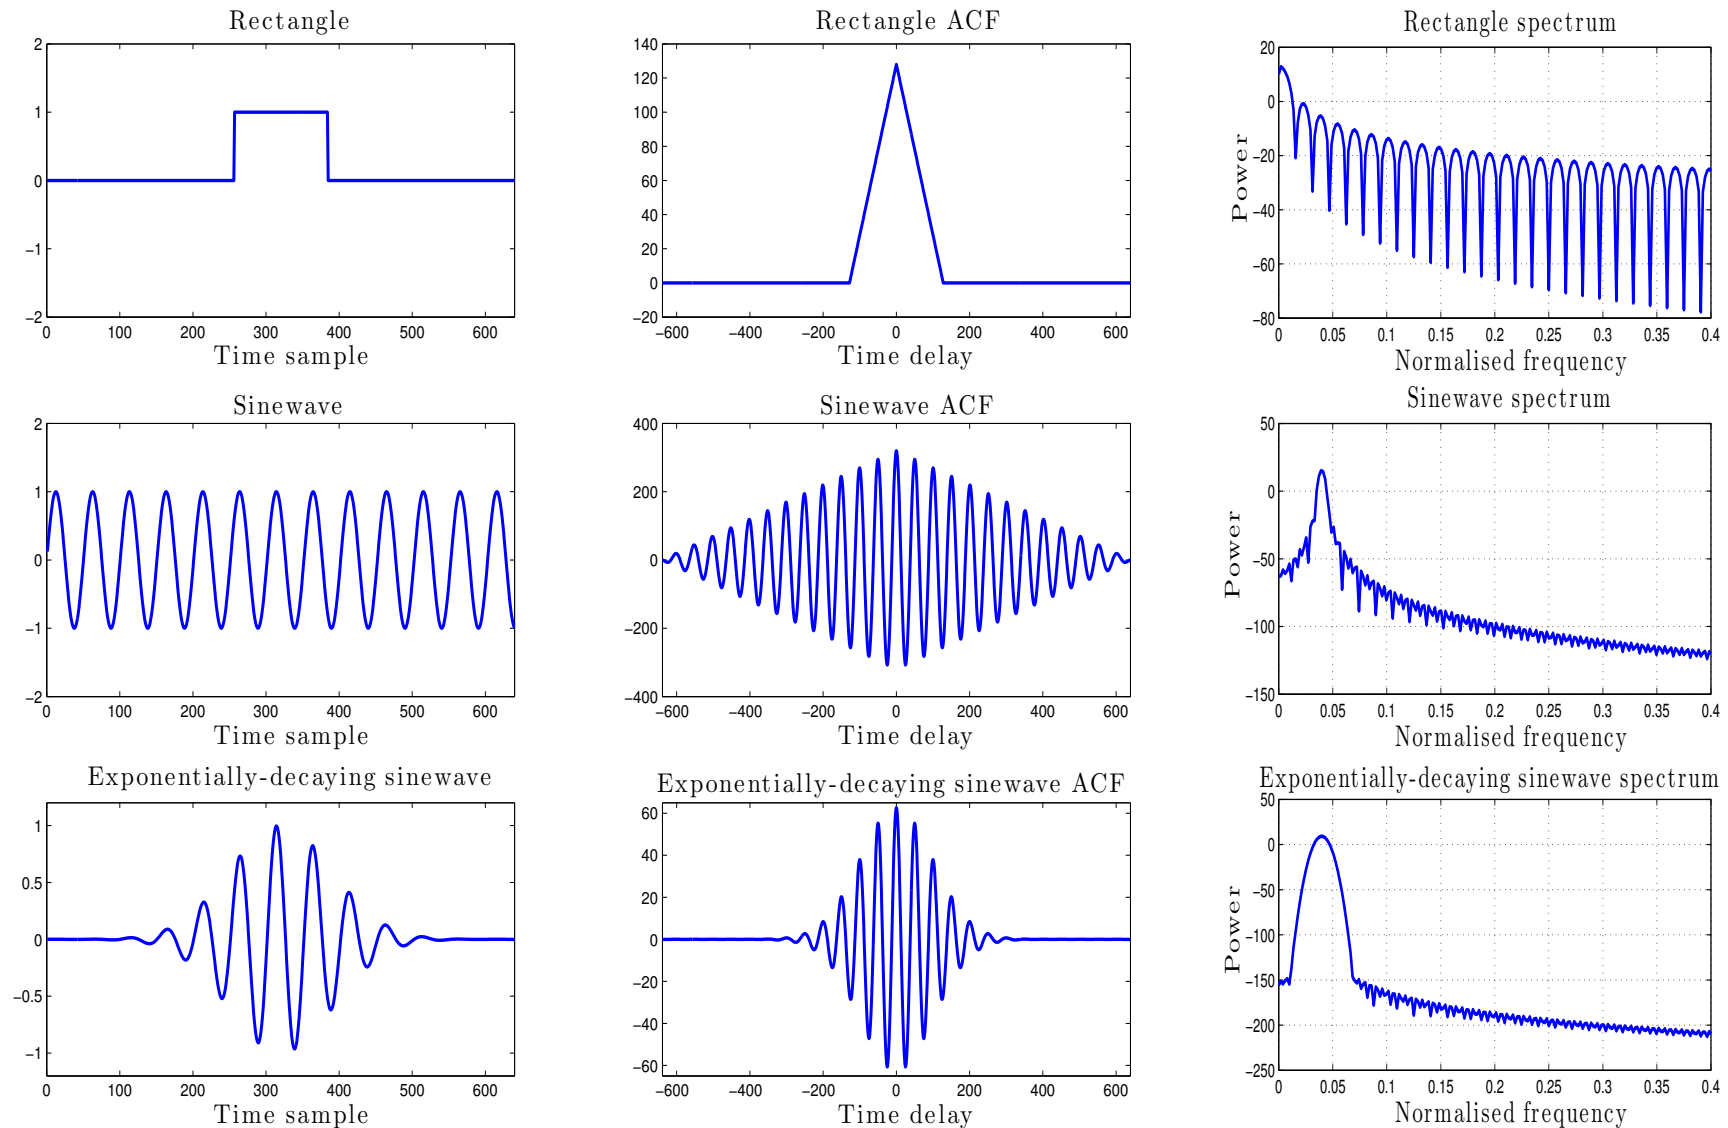 Rectangle
2
1
0
−1
−2
0 100 200 300 400 500 600
Time sample
Rectangle ACF
140
120
100
80
60
40
20
0
−20
−600 −400 −200 0 200 400 600
Time delay
Rectangle spectrum
Power
20
0
−20
−40
−60
−80
0 0.05 0.1 0.15 0.2 0.25 0.3 0.35 0.4
Normalised frequency
Sinewave
2
1
0
−1
−2
0 100 200 300 400 500 600
Time sample
Sinewave ACF
400
200
0
−200
−400
−600 −400 −200 0 200 400 600
Time delay
Sinewave spectrum
Power
50
0
−50
−100
−150
0 0.05 0.1 0.15 0.2 0.25 0.3 0.35 0.4
Normalised frequency
Exponentially-decaying sinewave
1
0.5
0
−0.5
−1
0 100 200 300 400 500 600
Time sample
Exponentially-decaying sinewave ACF
60
40
20
0
−20
−40
−60
−600 −400 −200 0 200 400 600
Time delay
Exponentially-decaying sinewave spectrum
Power
50
0
−50
−100
−150
−200
−250
0 0.05 0.1 0.15 0.2 0.25 0.3 0.35 0.4
Normalised frequency